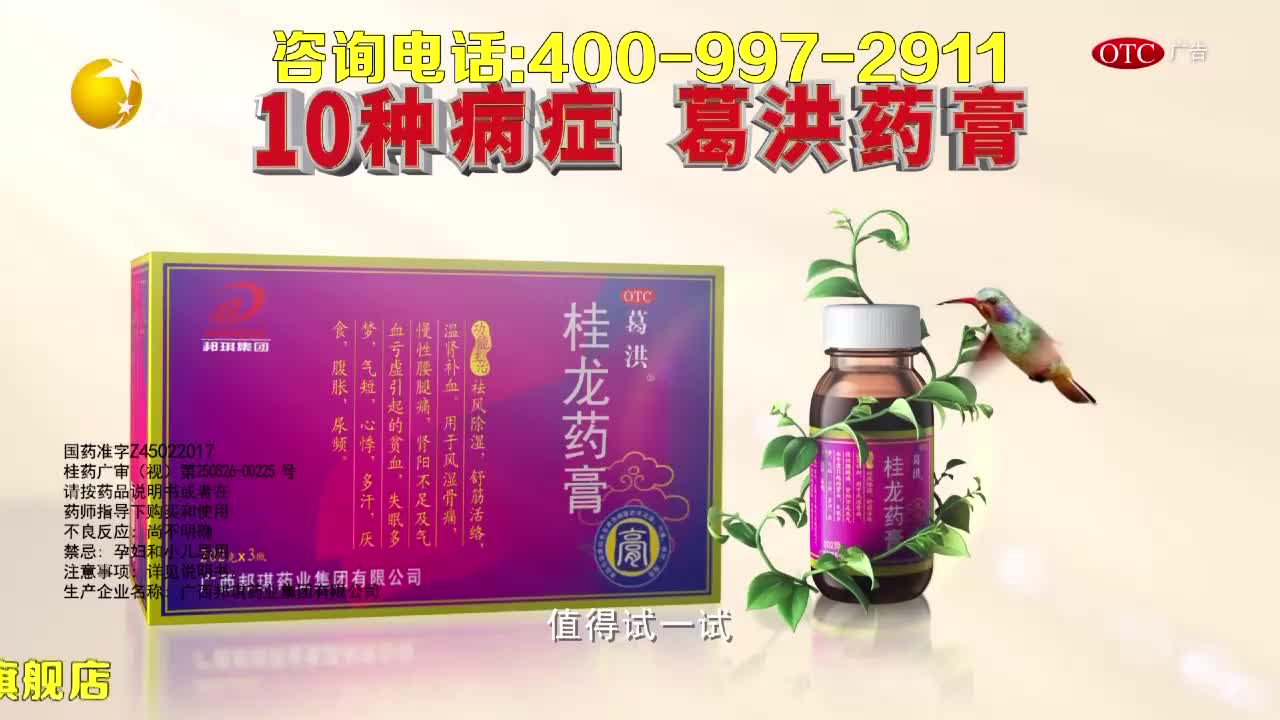 咨询电话:400-997-2911
OTC 广告
10种病症 葛洪药膏
OTC
葛洪
桂龙药膏
邦琪集团
功能主治 祛风除湿，舒筋活络，
温肾补血。用于风湿骨痛，
慢性腰腿痛，肾阳不足及气
血亏虚引起的贫血，失眠多
梦，气短，心悸，多汗，厌
食，腹胀，尿频。
202g×3瓶
广西邦琪药业集团有限公司
膏
葛洪
桂龙药膏
国药准字Z45022017
桂药广审（视）第250826-00225 号
请按药品说明书或者在
药师指导下购买和使用
不良反应：尚不明确
禁忌：孕妇和小儿禁用
注意事项：详见说明书
生产企业名称：广西邦琪药业集团有限公司
值得试一试
旗舰店